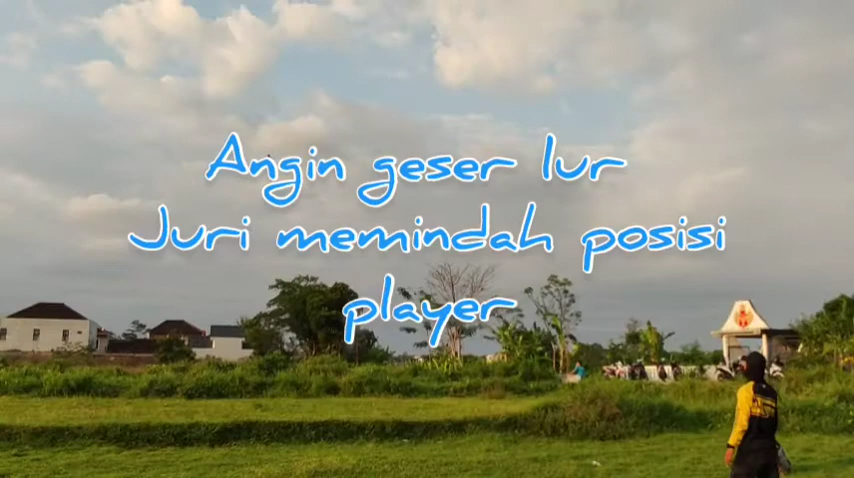 Angin geser lur
Juri memindah posisi
player